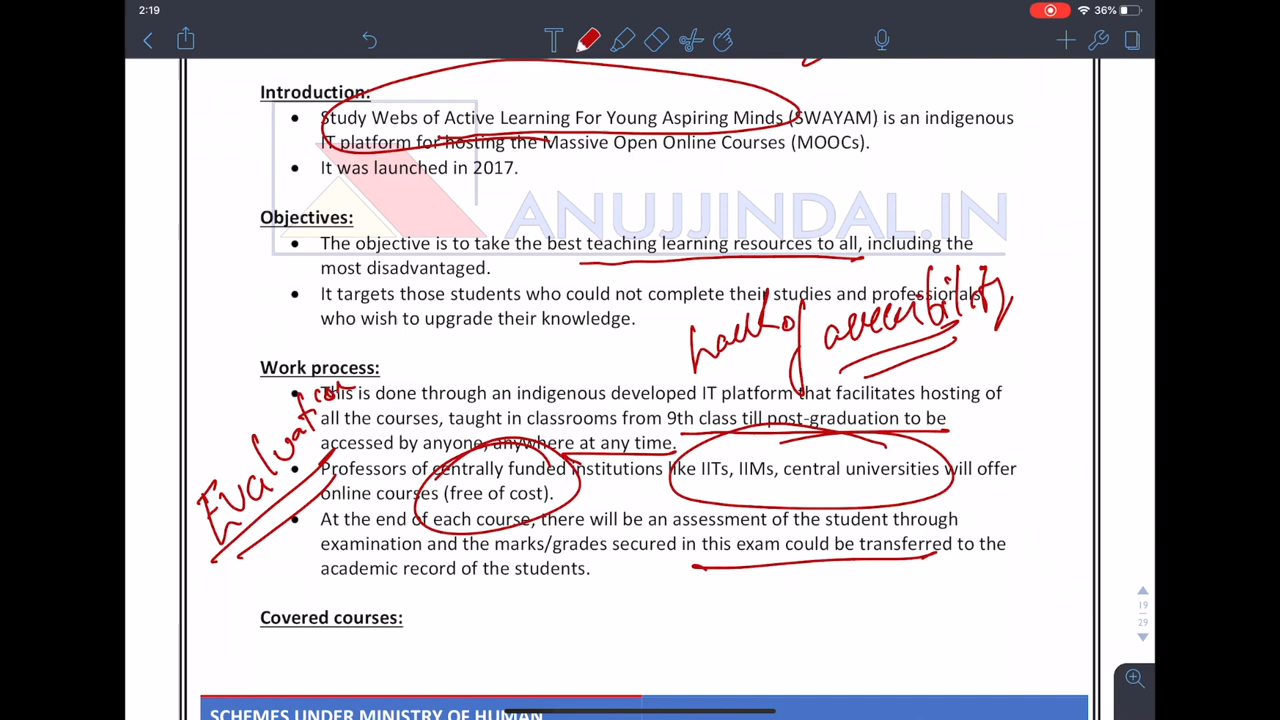 2:19
36%
T
Introduction:
• Study Webs of Active Learning For Young Aspiring Minds (SWAYAM) is an indigenous
IT platform for hosting the Massive Open Online Courses (MOOCs).
• It was launched in 2017.
ANUJJINDAL.IN
Objectives:
• The objective is to take the best teaching learning resources to all, including the
most disadvantaged.
• It targets those students who could not complete their studies and professionals
who wish to upgrade their knowledge.
Lack of accessibility
Work process:
• This is done through an indigenous developed IT platform that facilitates hosting of
all the courses, taught in classrooms from 9th class till post-graduation to be
accessed by anyone, anywhere at any time.
Evaluation
• Professors of centrally funded institutions like IITs, IIMs, central universities will offer
online courses (free of cost).
• At the end of each course, there will be an assessment of the student through
examination and the marks/grades secured in this exam could be transferred to the
academic record of the students.
19
29
Covered courses:
SCHEMES UNDER MINISTRY OF HUMAN